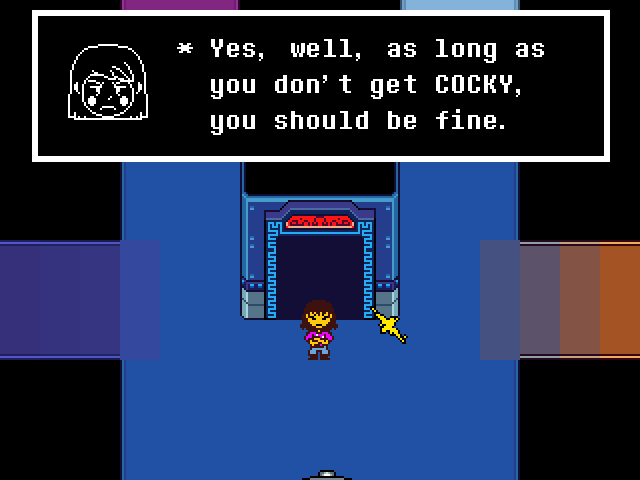 * Yes, well, as long as
you don't get COCKY,
you should be fine.